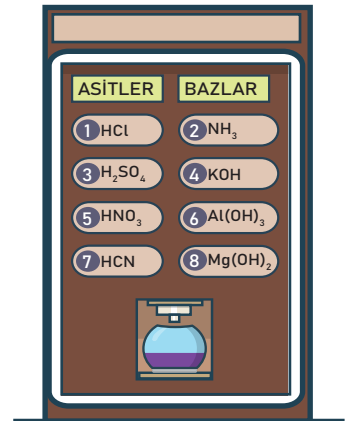 ASİTLER BAZLAR
1 HCl 2 NH₃
3 H₂SO₄ 4 KOH
5 HNO₃ 6 Al(OH)₃
7 HCN 8 Mg(OH)₂